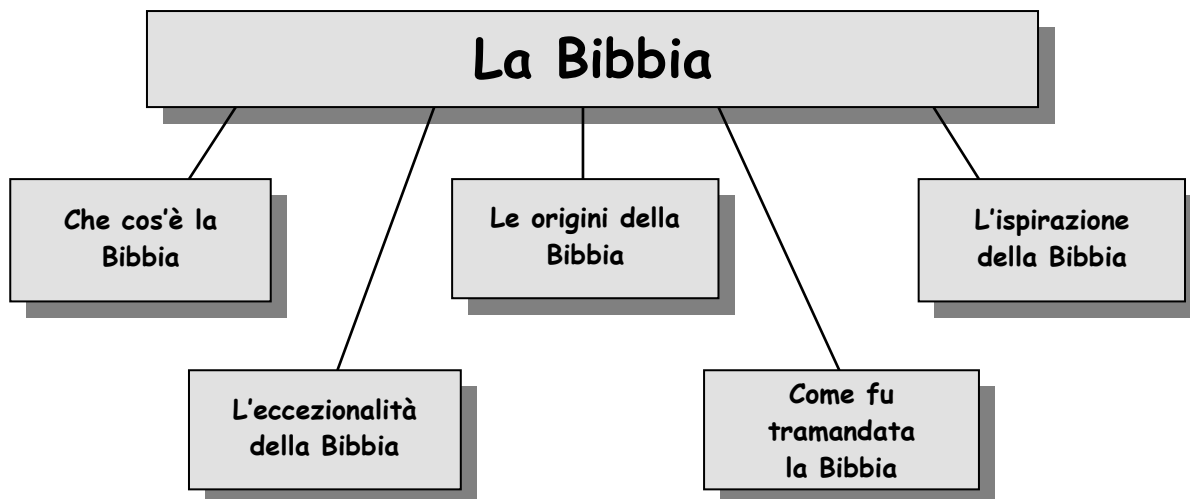 La Bibbia
Che cos'è la
Bibbia
Le origini della
Bibbia
L'ispirazione
della Bibbia
L'eccezionalità
della Bibbia
Come fu
tramandata
la Bibbia